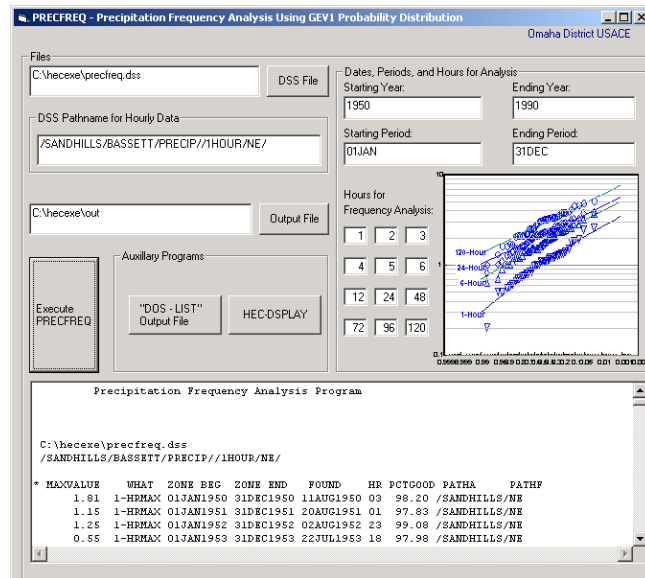 PRECFREQ - Precipitation Frequency Analysis Using GEV1 Probability Distribution
Omaha District USACE
Files
C:\hecexe\precfreq.dss
DSS File
DSS Pathname for Hourly Data
/SANDHILLS/BASSETT/PRECIP//1HOUR/NE/
C:\hecexe\out
Output File
Execute
PRECFREQ
Auxillary Programs
"DOS - LIST"
Output File
HEC-DSPLAY
Dates, Periods, and Hours for Analysis
Starting Year:
Ending Year:
1950
1990
Starting Period:
Ending Period:
01JAN
31DEC
Hours for
Frequency Analysis:
1 2 3
4 5 6
12 24 48
72 96 120
10
120-Hour
1
24-Hour
6-Hour
1-Hour
0.1
Precipitation Frequency Analysis Program
C:\hecexe\precfreq.dss
/SANDHILLS/BASSETT/PRECIP//1HOUR/NE/
* MAXVALUE WHAT ZONE BEG ZONE END FOUND HR PCTGOOD PATHA PATHF
1.81 1-HRMAX 01JAN1950 31DEC1950 11AUG1950 03 98.20 /SANDHILLS/NE
1.15 1-HRMAX 01JAN1951 31DEC1951 20AUG1951 01 97.83 /SANDHILLS/NE
1.25 1-HRMAX 01JAN1952 31DEC1952 02AUG1952 23 99.08 /SANDHILLS/NE
0.55 1-HRMAX 01JAN1953 31DEC1953 22JUL1953 18 97.98 /SANDHILLS/NE